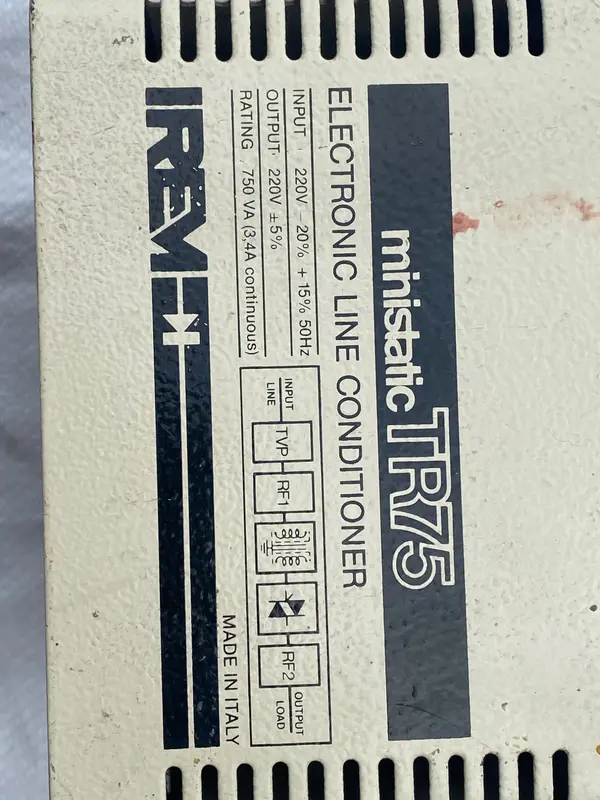 ministatic TR75
ELECTRONIC LINE CONDITIONER
INPUT : 220V -20% +15% 50Hz
OUTPUT: 220V ±5%
RATING : 750 VA (3,4A continuous)
INPUT
LINE
TVP
RF1
RF2
OUTPUT
LOAD
MADE IN ITALY
IREM